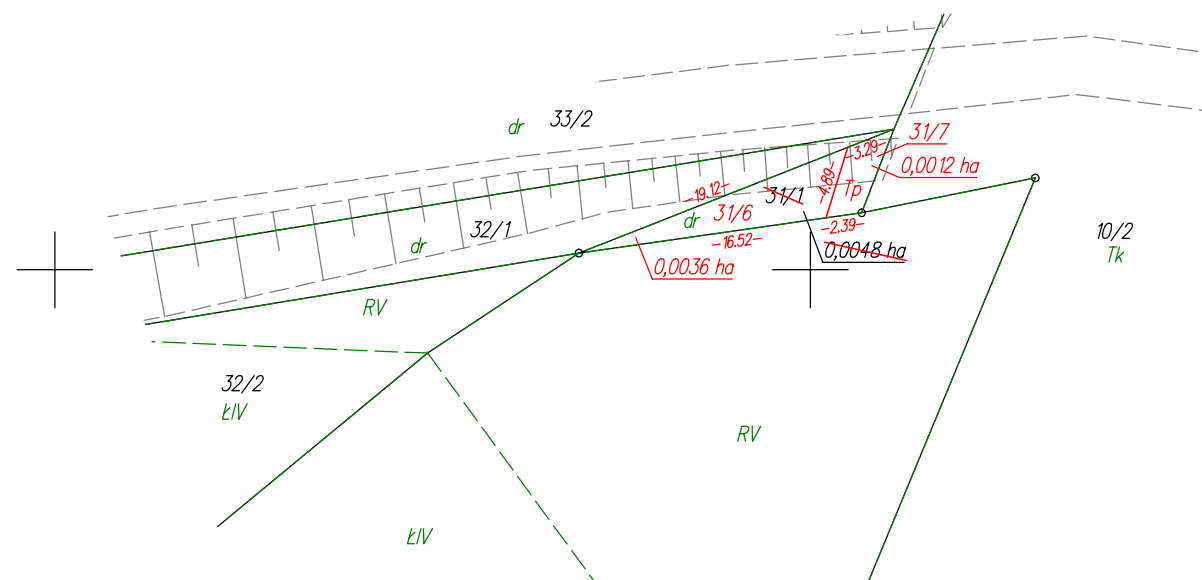 dr 33/2
31/7
-3.29-
0,0012 ha
-4.89-
Tp
-19.12-
31/1
31/6
dr
32/1
-2.39-
dr
-16.52-
10/2
0,0048 ha
Tk
0,0036 ha
RV
32/2
ŁIV
RV
ŁIV